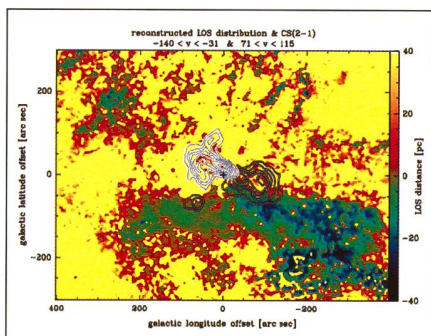 reconstructed LOS distribution & CS(2-1)
-140 < v < -31 & 71 < v < 115
galactic latitude offset [arc sec]
200
0
-200
400
200
0
-200
galactic longitude offset [arc sec]
40
20
0
-20
-40
LOS distance [pc]